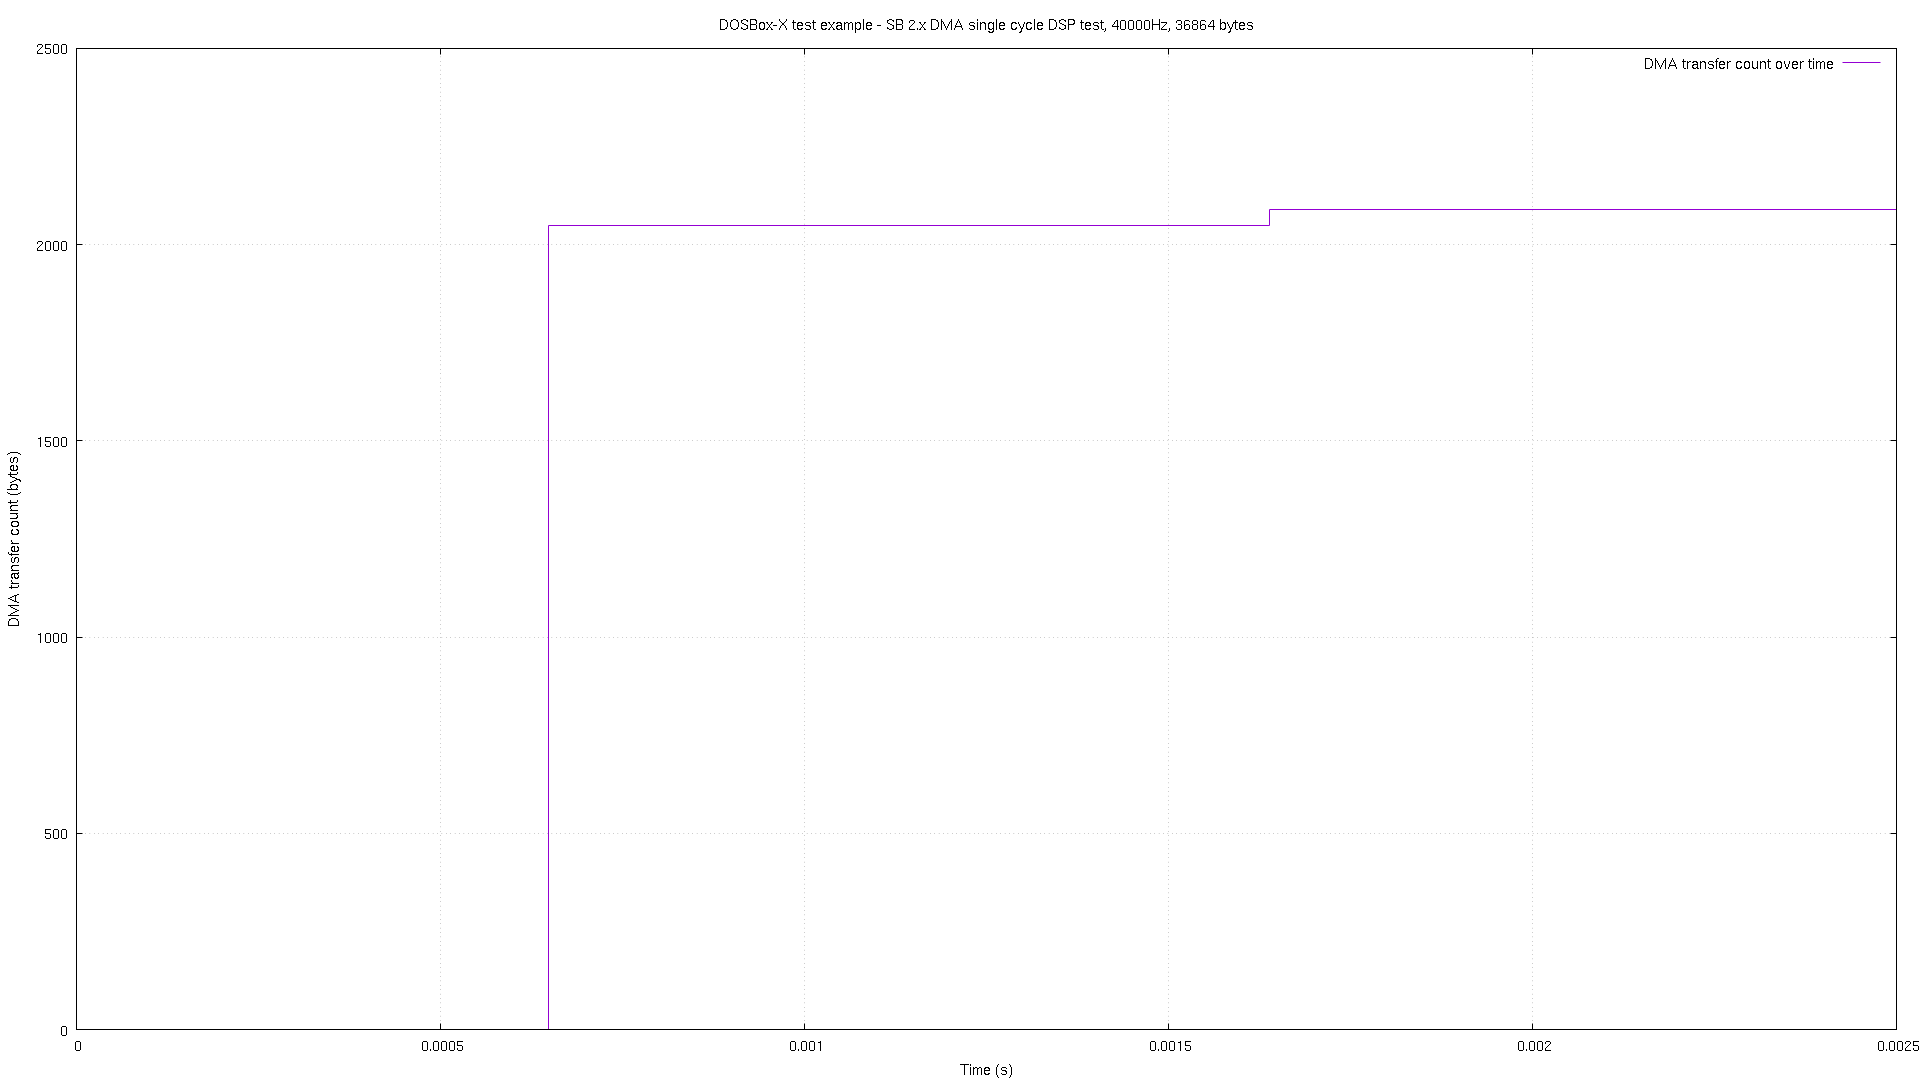 DOSBox-X test example - SB 2.x DMA single cycle DSP test, 40000Hz, 36864 bytes
DMA transfer count over time
2500
2000
1500
1000
500
0
DMA transfer count (bytes)
0 0.0005 0.001 0.0015 0.002 0.0025
Time (s)